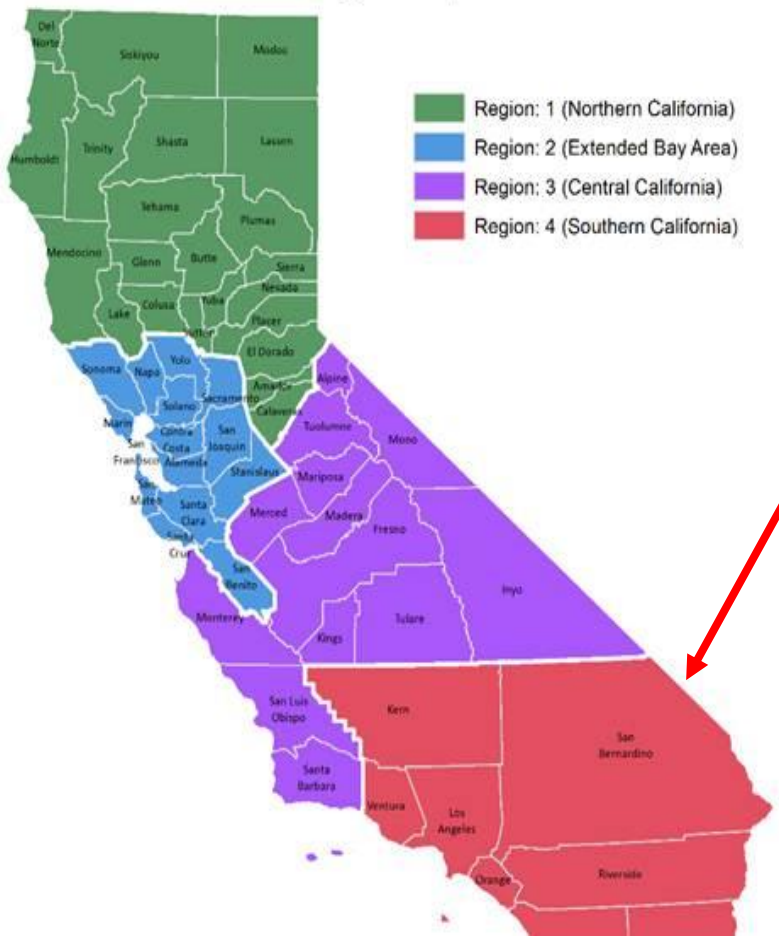 Del
Norte
Siskiyou
Modoc
Region: 1 (Northern California)
Region: 2 (Extended Bay Area)
Region: 3 (Central California)
Region: 4 (Southern California)
Humboldt
Trinity
Shasta
Lassen
Tehama
Plumas
Mendocino
Glenn
Butte
Sierra
Nevada
Lake
Colusa
Yuba
Placer
Sutter
El Dorado
Sonoma
Napa
Yolo
Sacramento
Amador
Alpine
Solano
Calaveras
Marin
Contra
Costa
San
Joaquin
Tuolumne
Mono
San
Francisco
Alameda
Stanislaus
Mariposa
San
Mateo
Santa
Clara
Merced
Madera
Fresno
Santa
Cruz
San
Benito
Inyo
Monterey
Kings
Tulare
San Luis
Obispo
Kern
San
Bernardino
Santa
Barbara
Ventura
Los
Angeles
Orange
Riverside